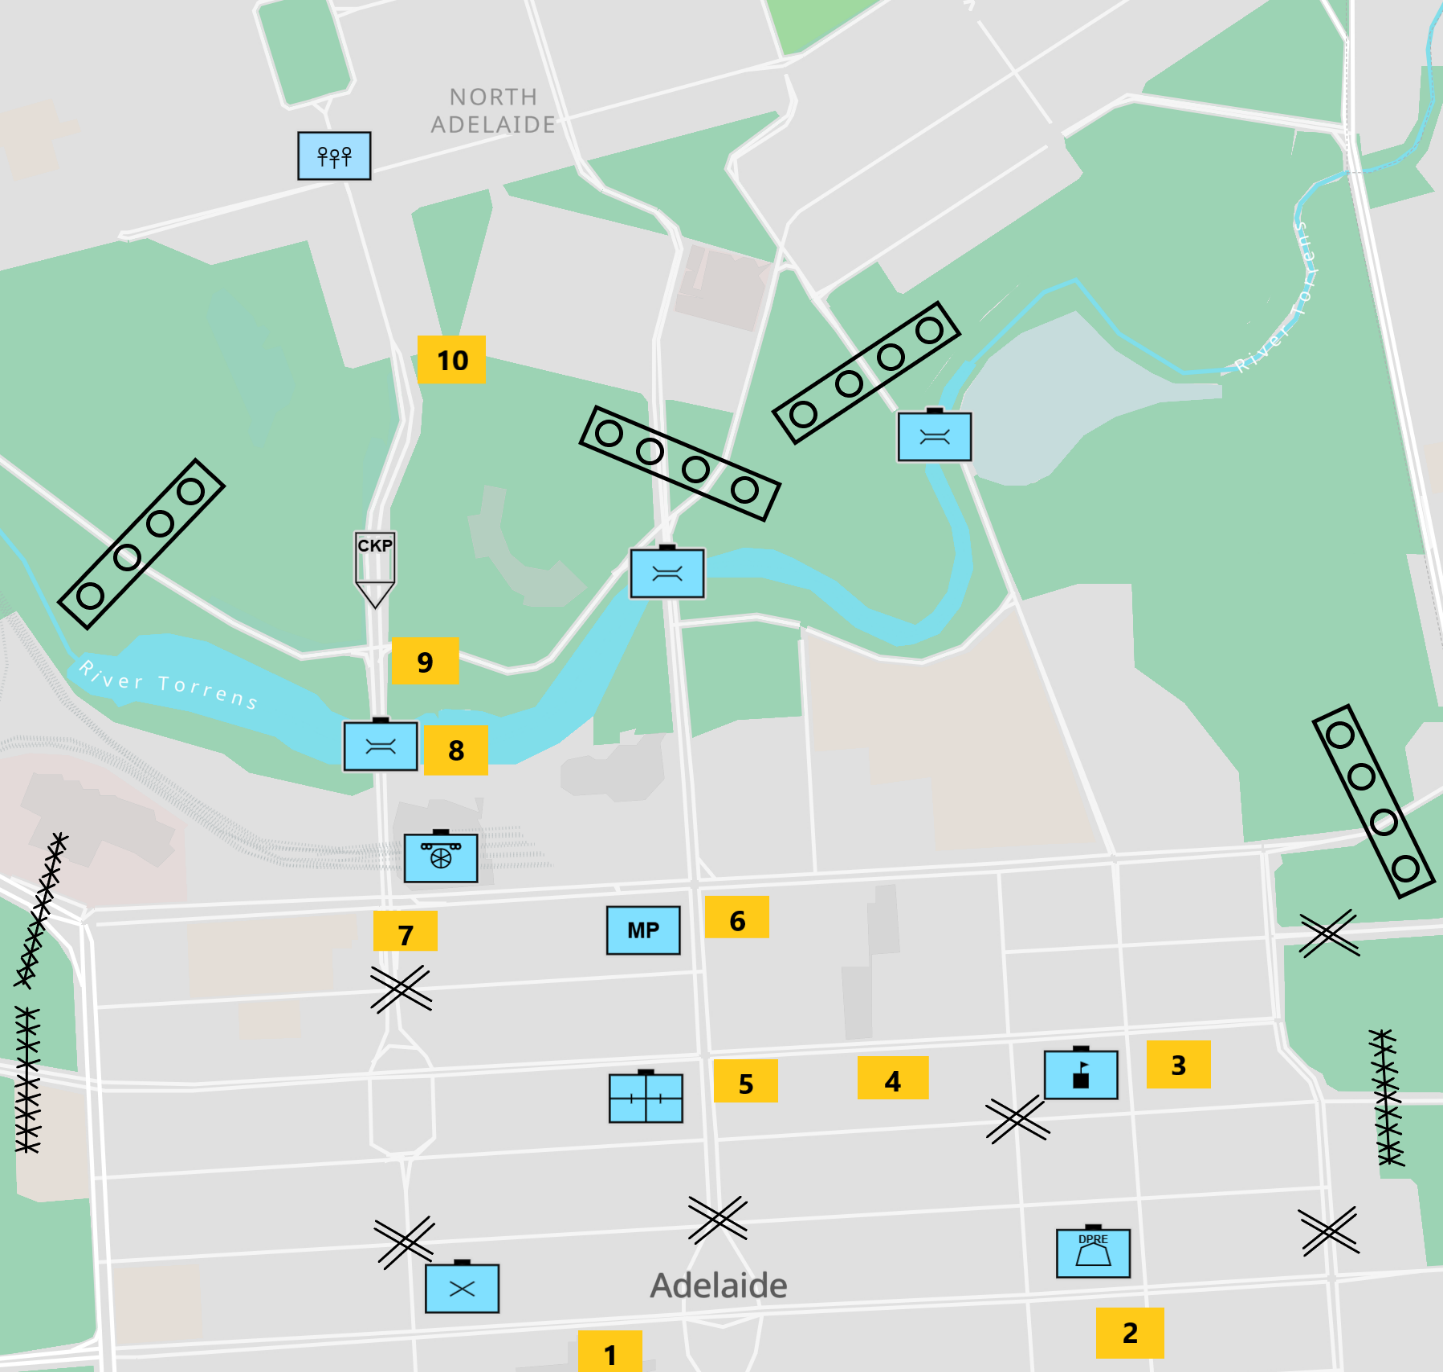 NORTH
ADELAIDE
River Torrens
10
CKP
9
River Torrens
8
7
MP
6
5
4
3
DPRE
Adelaide
2
1